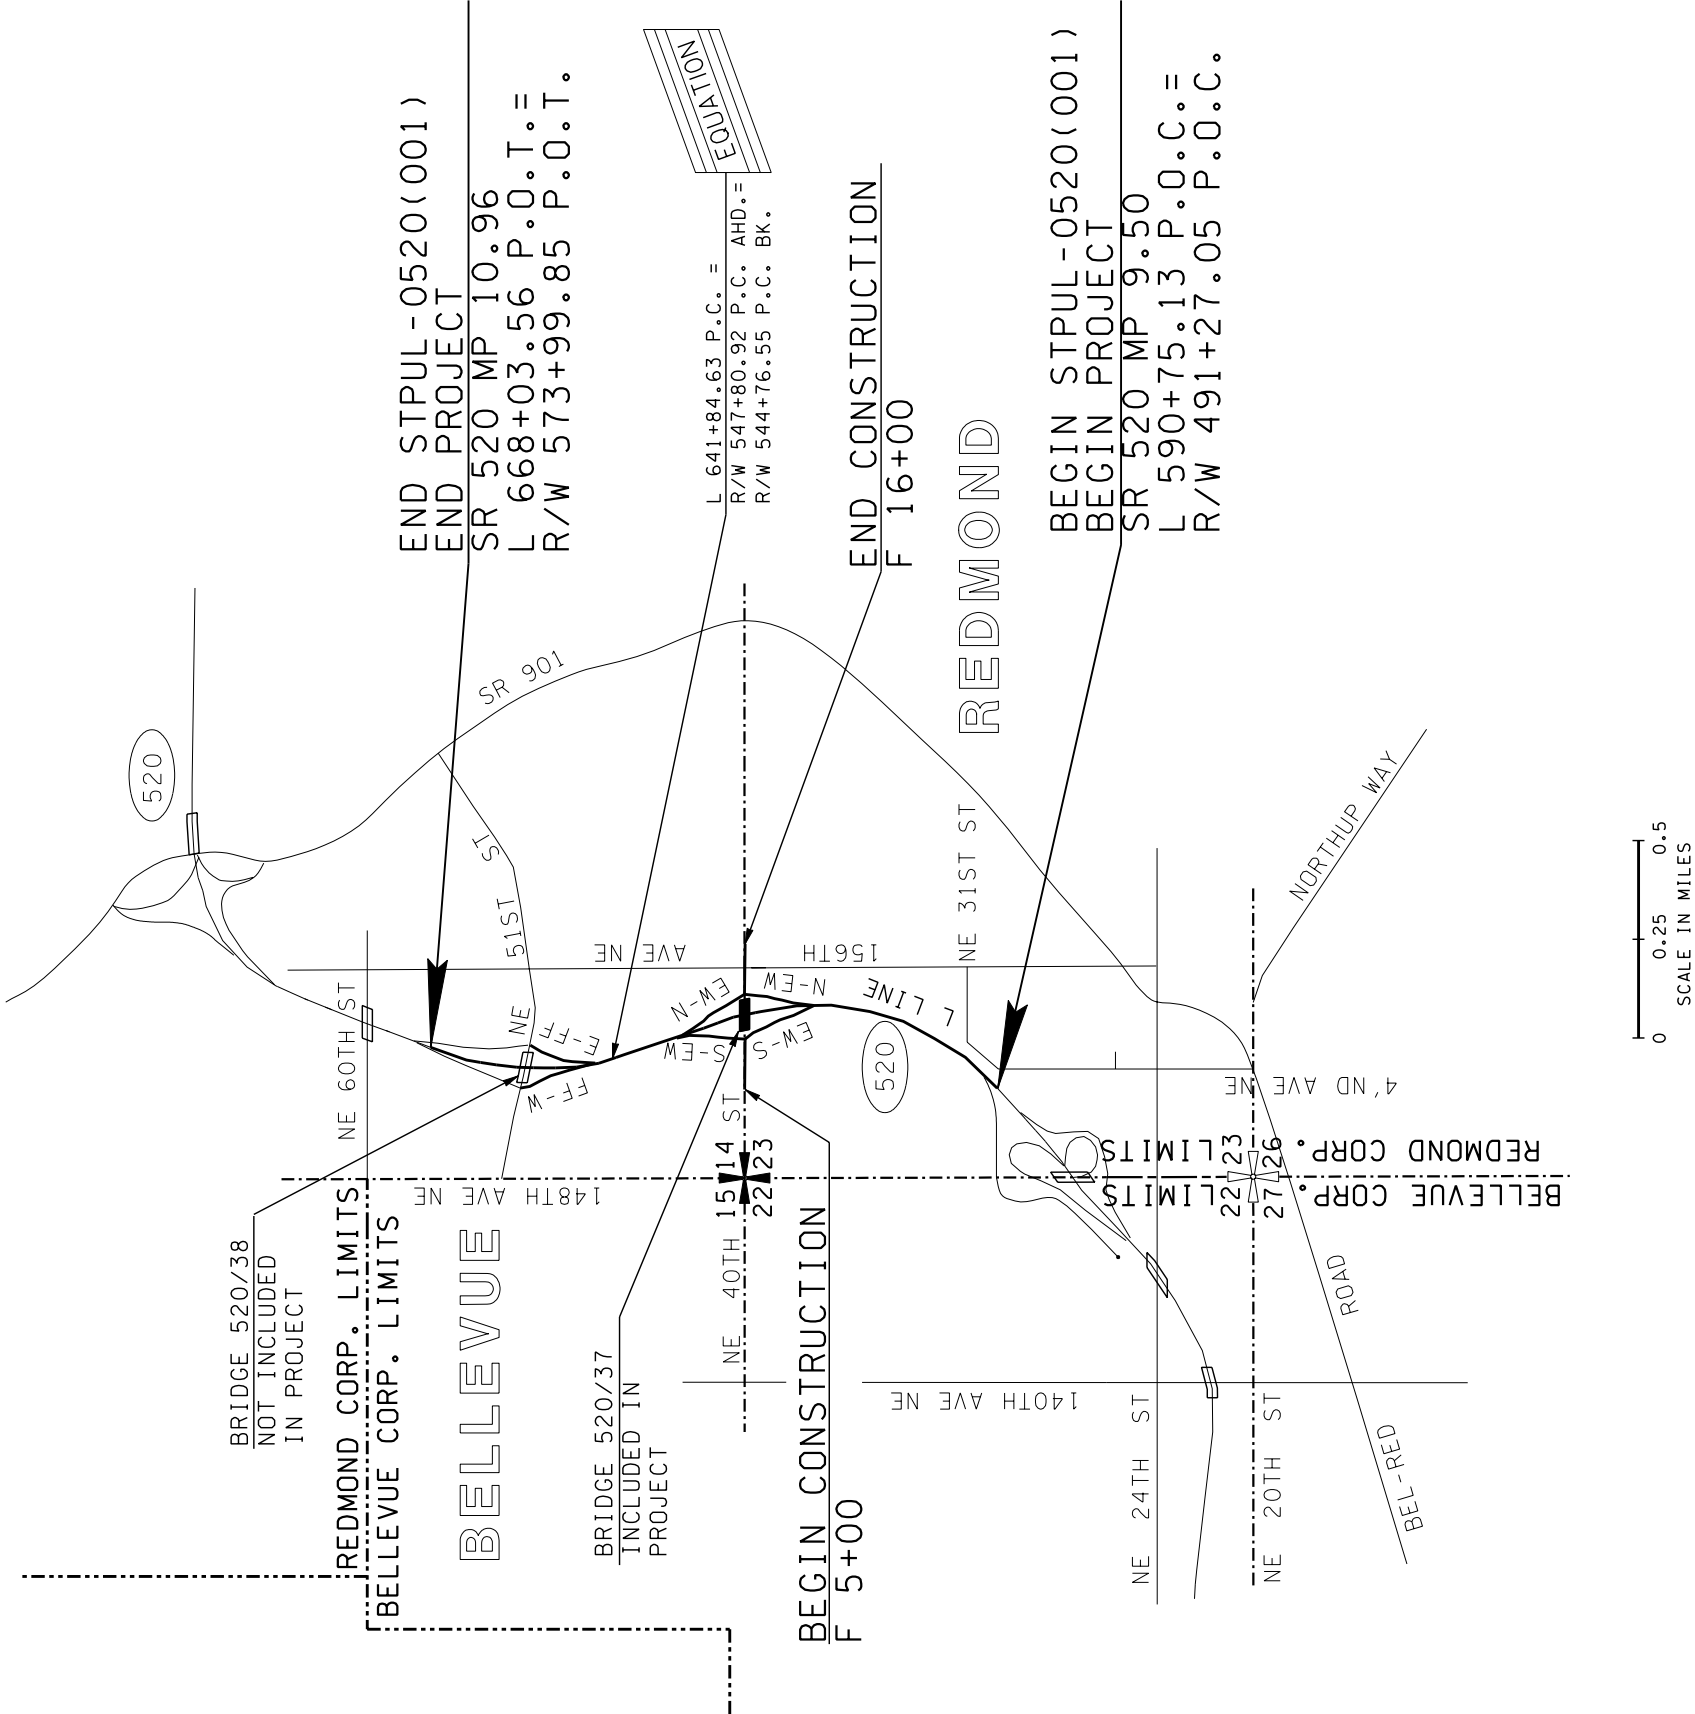 END STPUL-0520(001)
END PROJECT
SR 520 MP 10.96
L 668+03.56 P.O.T.=
R/W 573+99.85 P.O.T.
EQUATION
L 641+84.63 P.C. =
R/W 547+80.92 P.C. AHD.=
R/W 544+76.55 P.C. BK.
END CONSTRUCTION
F 16+00
REDMOND
BEGIN STPUL-0520(001)
BEGIN PROJECT
SR 520 MP 9.50
L 590+75.13 P.O.C.=
R/W 491+27.05 P.O.C.
520
SR 901
NE 51ST ST
NE 60TH ST
156TH AVE NE
NE 31ST ST
NORTHUP WAY
E-FF
FF-W
EW-N
N-EW
S-EW
EW-S
L LINE
520
4'ND AVE NE
148TH AVE NE
15 14
22 23
22 23
27 26
REDMOND CORP. LIMITS
BELLEVUE CORP. LIMITS
BRIDGE 520/38
NOT INCLUDED
IN PROJECT
REDMOND CORP. LIMITS
BELLEVUE CORP. LIMITS
BELLEVUE
BRIDGE 520/37
INCLUDED IN
PROJECT
NE 40TH ST
BEGIN CONSTRUCTION
F 5+00
140TH AVE NE
NE 24TH ST
NE 20TH ST
BEL-RED ROAD
0 0.25 0.5
SCALE IN MILES